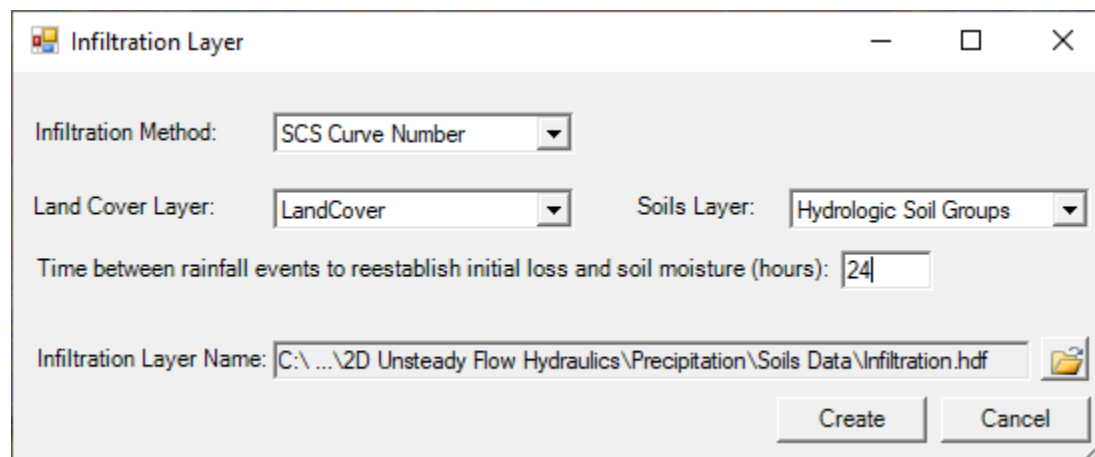 Infiltration Layer
Infiltration Method: SCS Curve Number
Land Cover Layer: LandCover Soils Layer: Hydrologic Soil Groups
Time between rainfall events to reestablish initial loss and soil moisture (hours): 24
Infiltration Layer Name: C:\ ...\2D Unsteady Flow Hydraulics\Precipitation\Soils Data\Infiltration.hdf
Create Cancel